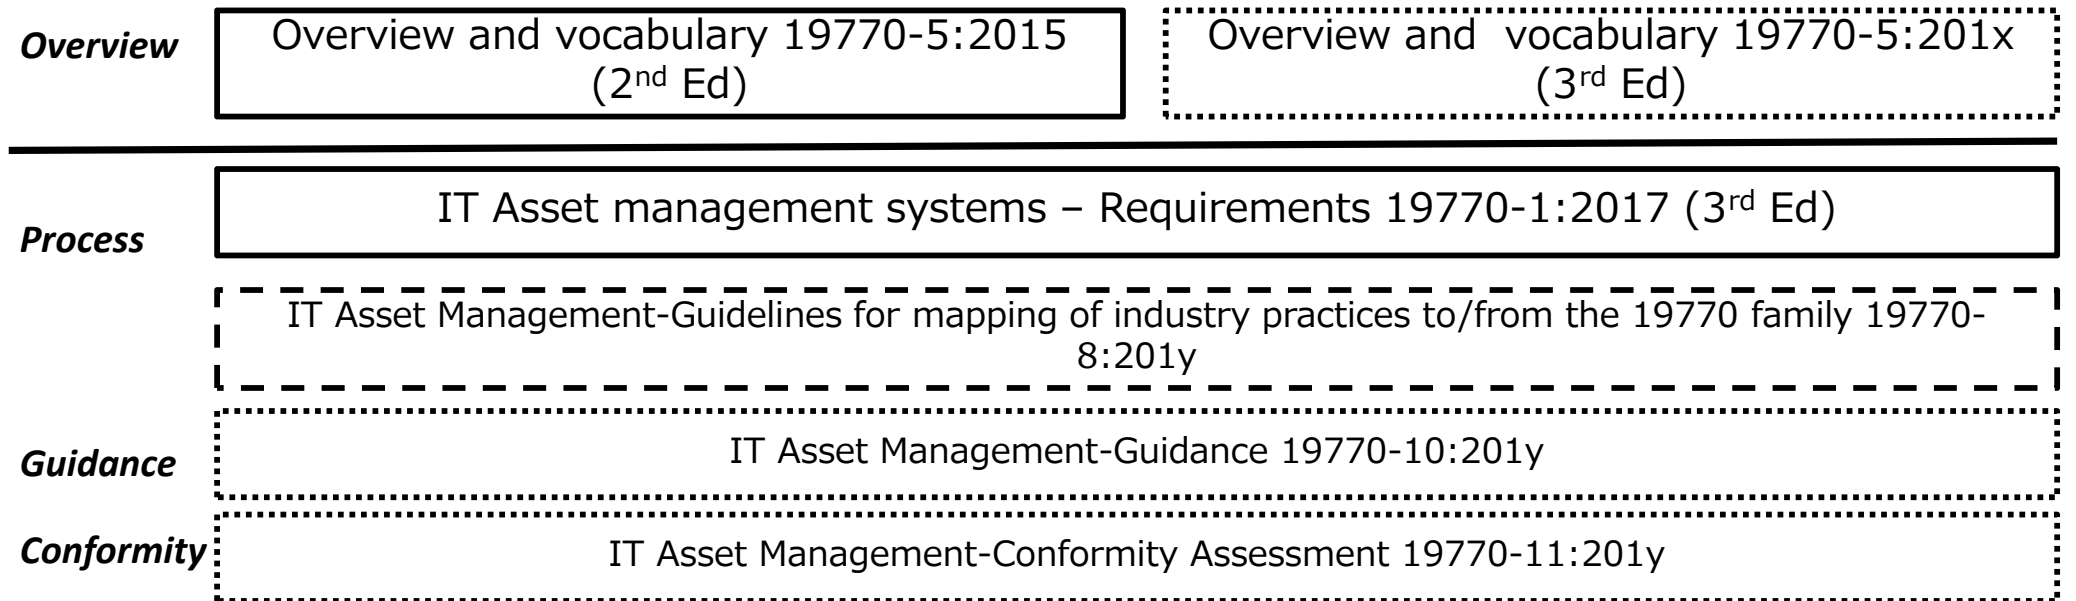 Overview
Overview and vocabulary 19770-5:2015
(2nd Ed)
Overview and vocabulary 19770-5:201x
(3rd Ed)
Process
IT Asset management systems – Requirements 19770-1:2017 (3rd Ed)
IT Asset Management-Guidelines for mapping of industry practices to/from the 19770 family 19770-
8:201y
Guidance
IT Asset Management-Guidance 19770-10:201y
Conformity
IT Asset Management-Conformity Assessment 19770-11:201y